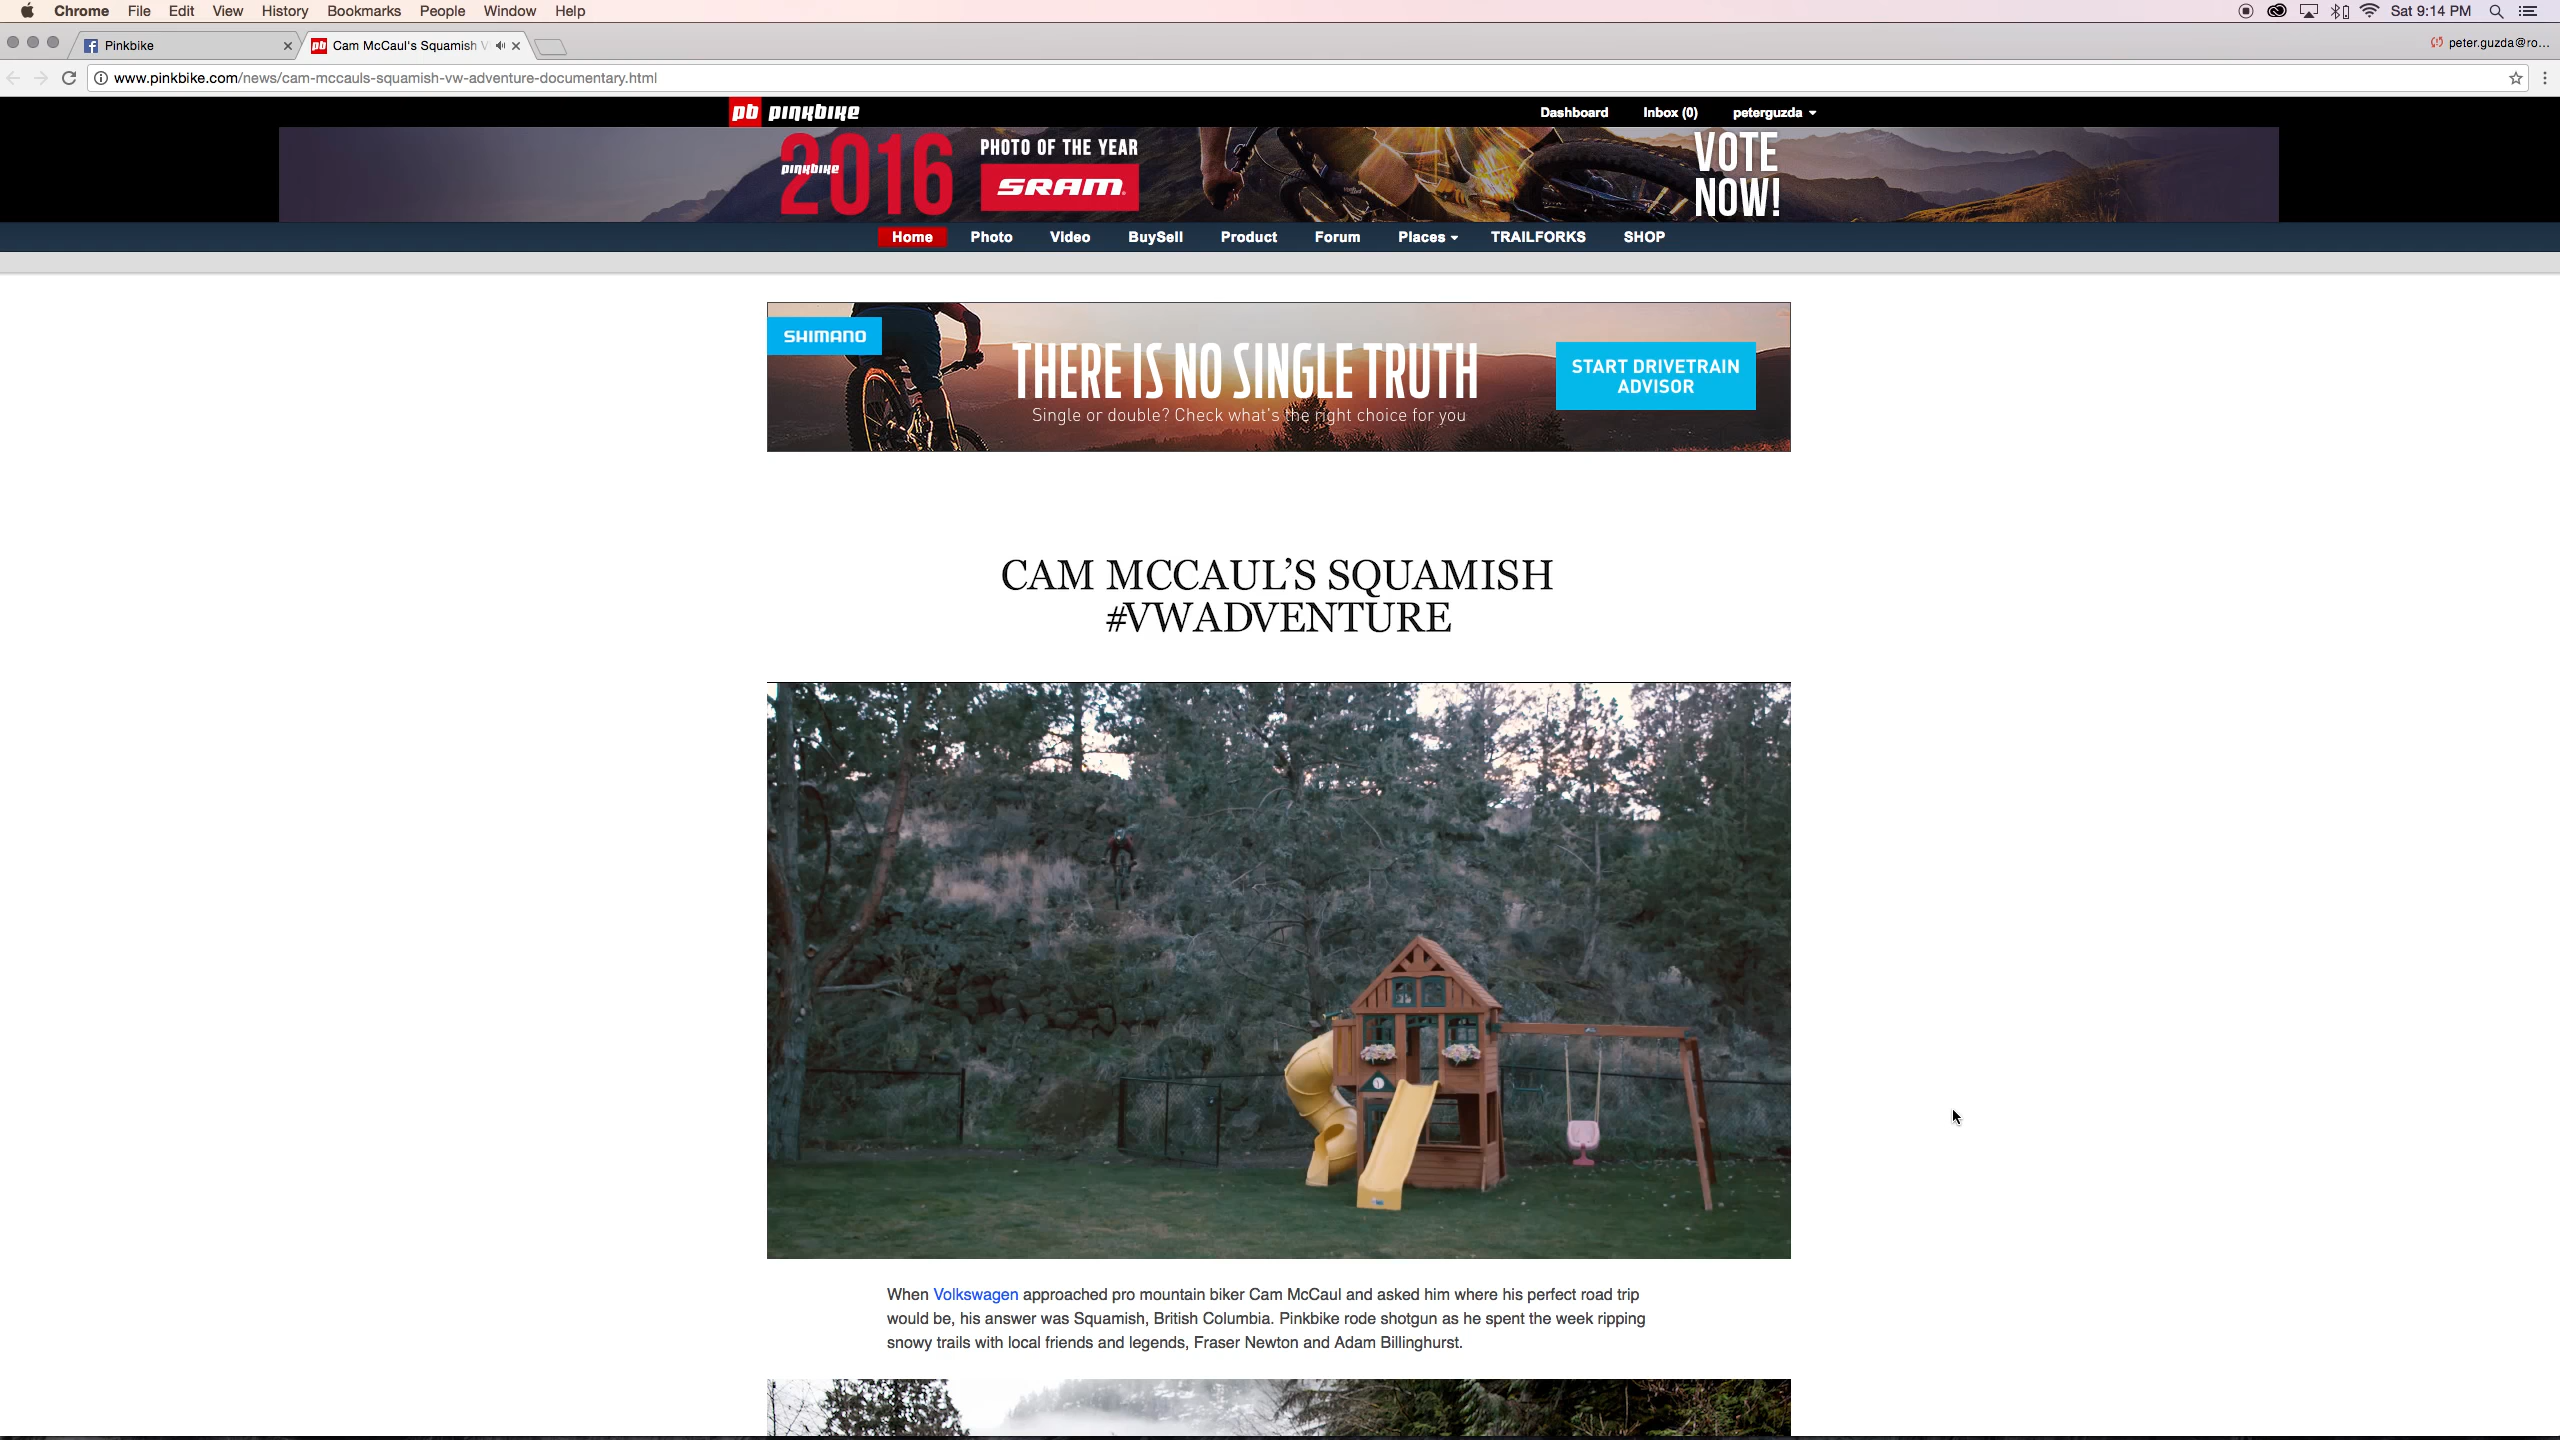 Chrome File Edit View History Bookmarks People Window Help Sat 9:14 PM
Pinkbike
pb Cam McCaul's Squamish V
peter.guzda@ro...
www.pinkbike.com/news/cam-mccauls-squamish-vw-adventure-documentary.html
pb pinkbike Dashboard Inbox (0) peterguzda
pinkbike 2016 PHOTO OF THE YEAR
SRAM
VOTE
NOW!
Home Photo Video BuySell Product Forum Places TRAILFORKS SHOP
SHIMANO
THERE IS NO SINGLE TRUTH
Single or double? Check what's the right choice for you
START DRIVETRAIN
ADVISOR
CAM MCCAUL’S SQUAMISH
#VWADVENTURE
When Volkswagen approached pro mountain biker Cam McCaul and asked him where his perfect road trip
would be, his answer was Squamish, British Columbia. Pinkbike rode shotgun as he spent the week ripping
snowy trails with local friends and legends, Fraser Newton and Adam Billinghurst.